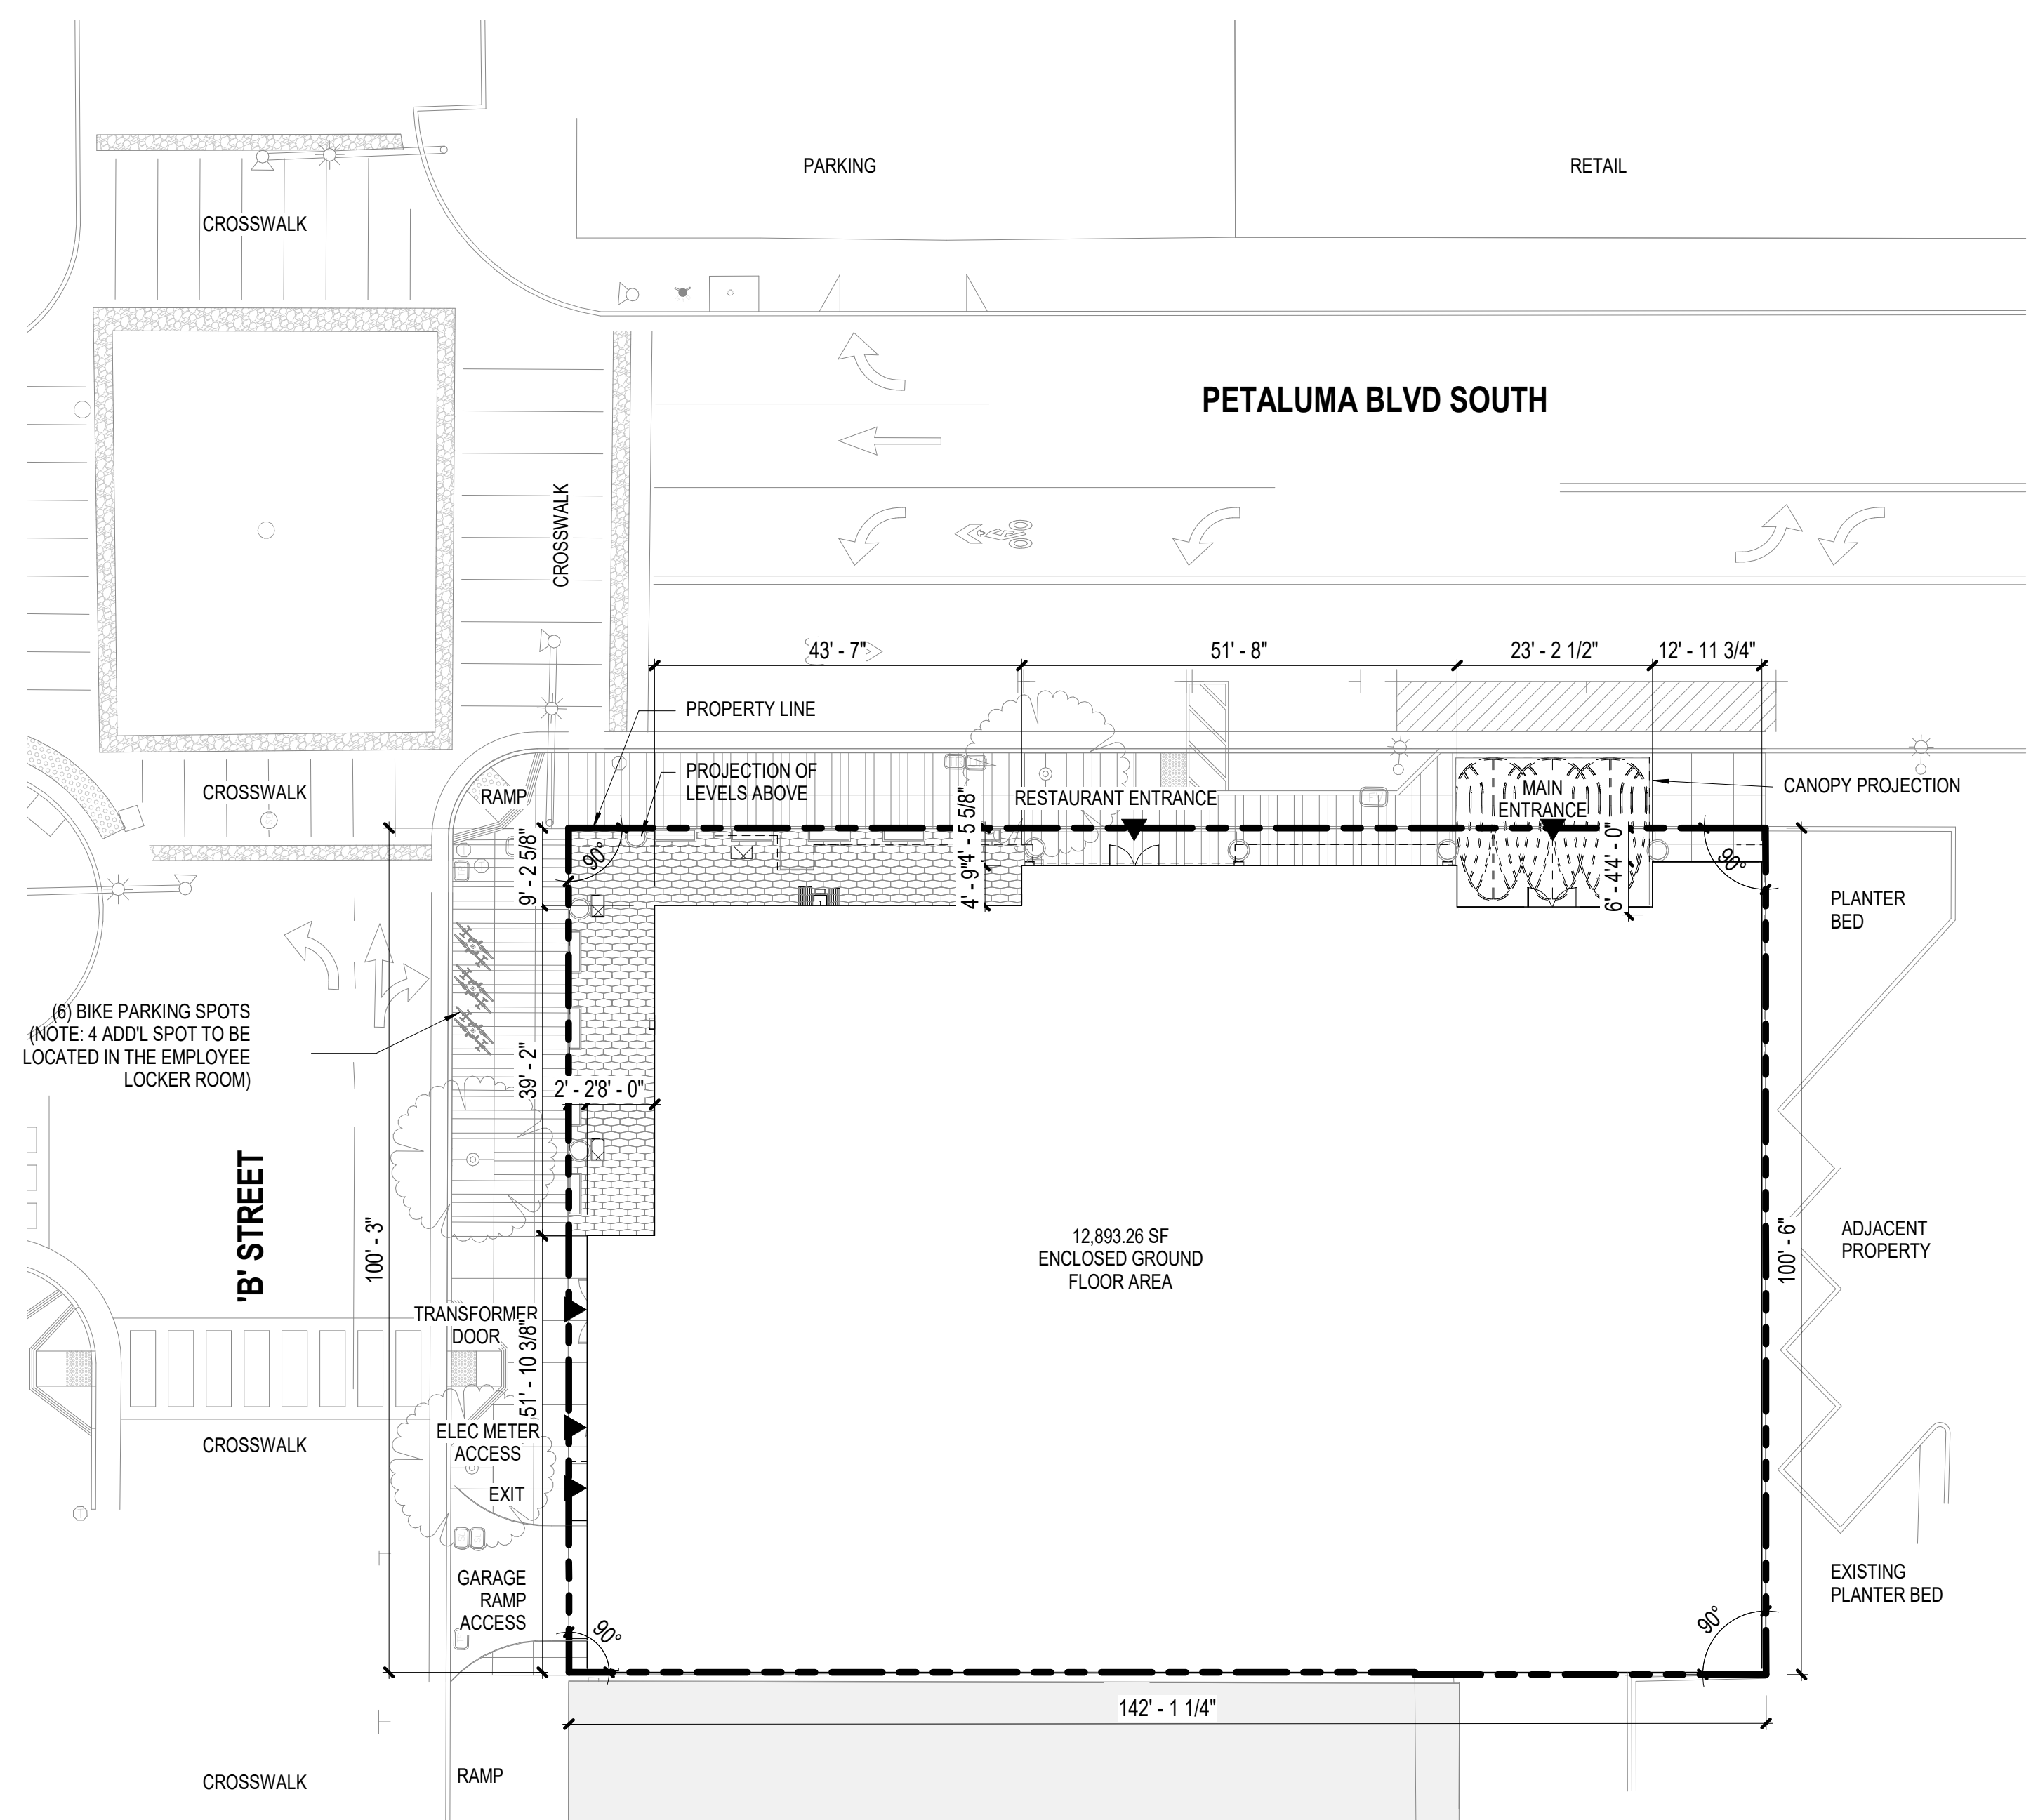 PARKING
RETAIL
CROSSWALK
PETALUMA BLVD SOUTH
CROSSWALK
43' - 7"
51' - 8"
23' - 2 1/2"
12' - 11 3/4"
PROPERTY LINE
PROJECTION OF
LEVELS ABOVE
CROSSWALK
RAMP
RESTAURANT ENTRANCE
MAIN
ENTRANCE
CANOPY PROJECTION
9' - 2 5/8"
90°
4' - 5 5/8"
4' - 9"
4' - 0"
6' - 4"
90°
PLANTER
BED
(6) BIKE PARKING SPOTS
(NOTE: 4 ADD'L SPOT TO BE
LOCATED IN THE EMPLOYEE
LOCKER ROOM)
39' - 2"
2' - 2"
8' - 0"
'B' STREET
100' - 3"
12,893.26 SF
ENCLOSED GROUND
FLOOR AREA
100' - 6"
ADJACENT
PROPERTY
TRANSFORMER
DOOR
51' - 10 3/8"
ELEC METER
ACCESS
CROSSWALK
EXIT
GARAGE
RAMP
ACCESS
90°
90°
EXISTING
PLANTER BED
142' - 1 1/4"
CROSSWALK
RAMP